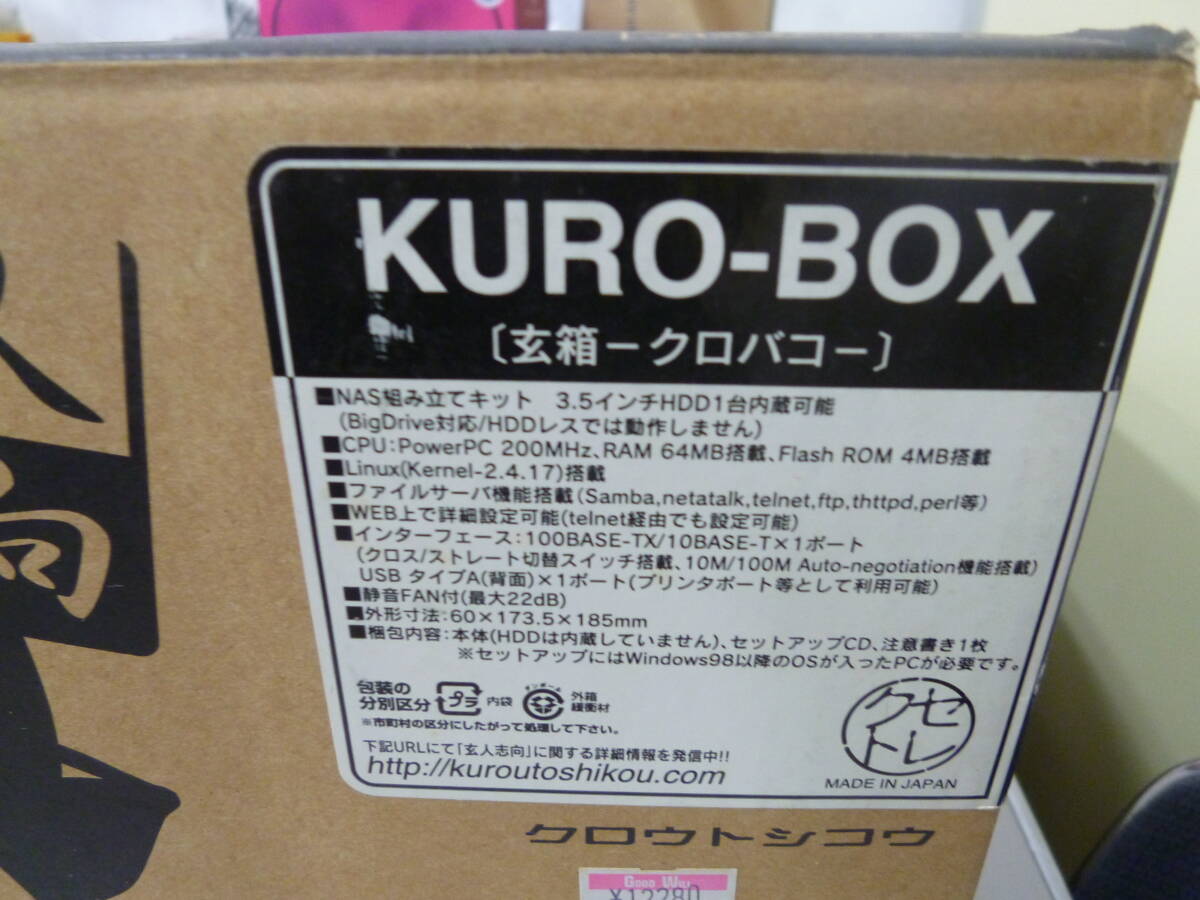 KURO-BOX
〔玄箱-クロバコ-〕
■NAS組み立てキット 3.5インチHDD1台内蔵可能
(BigDrive対応/HDDレスでは動作しません)
■CPU:PowerPC 200MHz、RAM 64MB搭載、Flash ROM 4MB搭載
■Linux(Kernel-2.4.17)搭載
■ファイルサーバ機能搭載(Samba,netatalk,telnet,ftp,thttpd,perl等)
■WEB上で詳細設定可能(telnet経由でも設定可能)
■インターフェース:100BASE-TX/10BASE-T×1ポート
(クロス/ストレート切替スイッチ搭載、10M/100M Auto-negotiation機能搭載)
USB タイプA(背面)×1ポート(プリンタポート等として利用可能)
■静音FAN付(最大22dB)
■外形寸法:60×173.5×185mm
■梱包内容:本体(HDDは内蔵していません)、セットアップCD、注意書き1枚
※セットアップにはWindows98以降のOSが入ったPCが必要です。
包装の
分別区分
プラ
内袋
ダンボール
外箱
緩衝材
※市町村の区分にしたがって処理して下さい。
下記URLにて「玄人志向」に関する詳細情報を発信中!!
http://kuroutoshikou.com
セレクト
MADE IN JAPAN
クロウトシコウ
向
GOOD WILL
¥12280